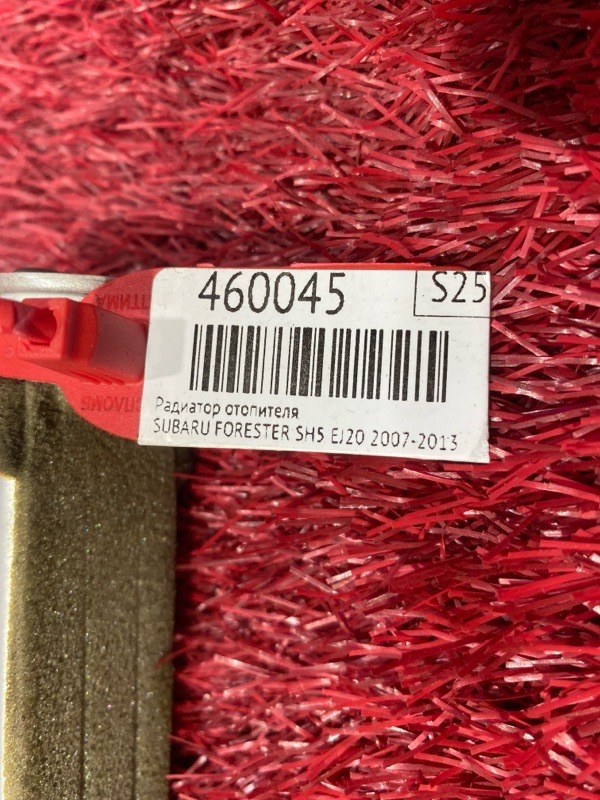 460045
S25
Радиатор отопителя
SUBARU FORESTER SH5 EJ20 2007-2013